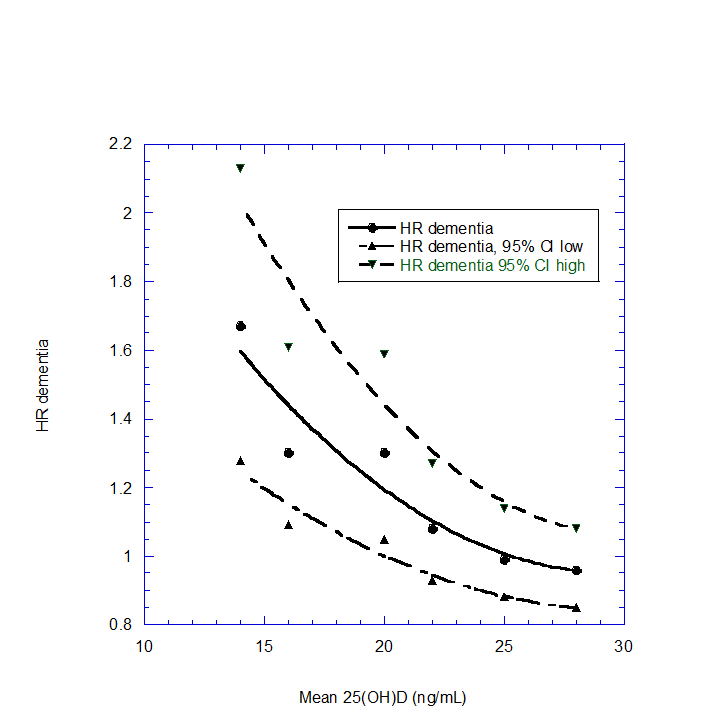 2.2
2
1.8
1.6
1.4
1.2
1
0.8
10 15 20 25 30
HR dementia
Mean 25(OH)D (ng/mL)
HR dementia
HR dementia, 95% CI low
HR dementia 95% CI high